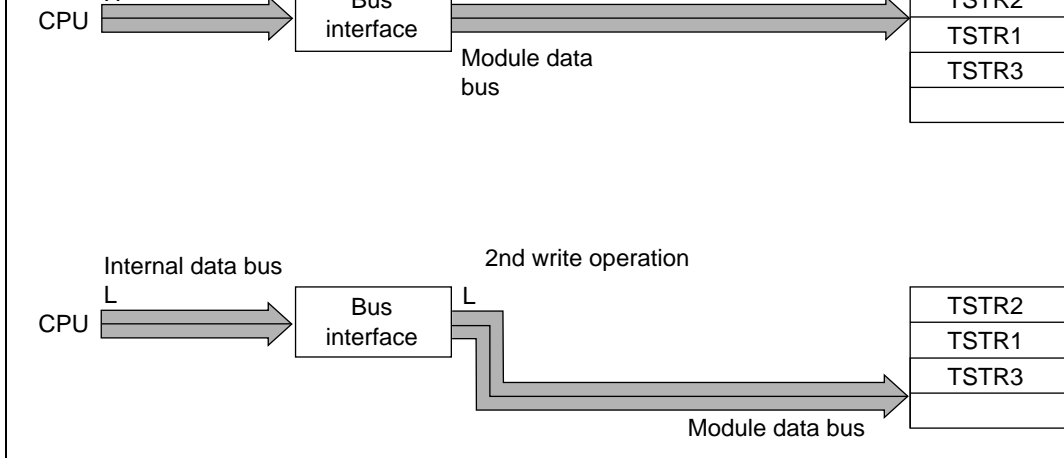 CPU
Bus
interface
Module data
bus
TSTR2
TSTR1
TSTR3
2nd write operation
Internal data bus
L
CPU
Bus
interface
L
Module data bus
TSTR2
TSTR1
TSTR3